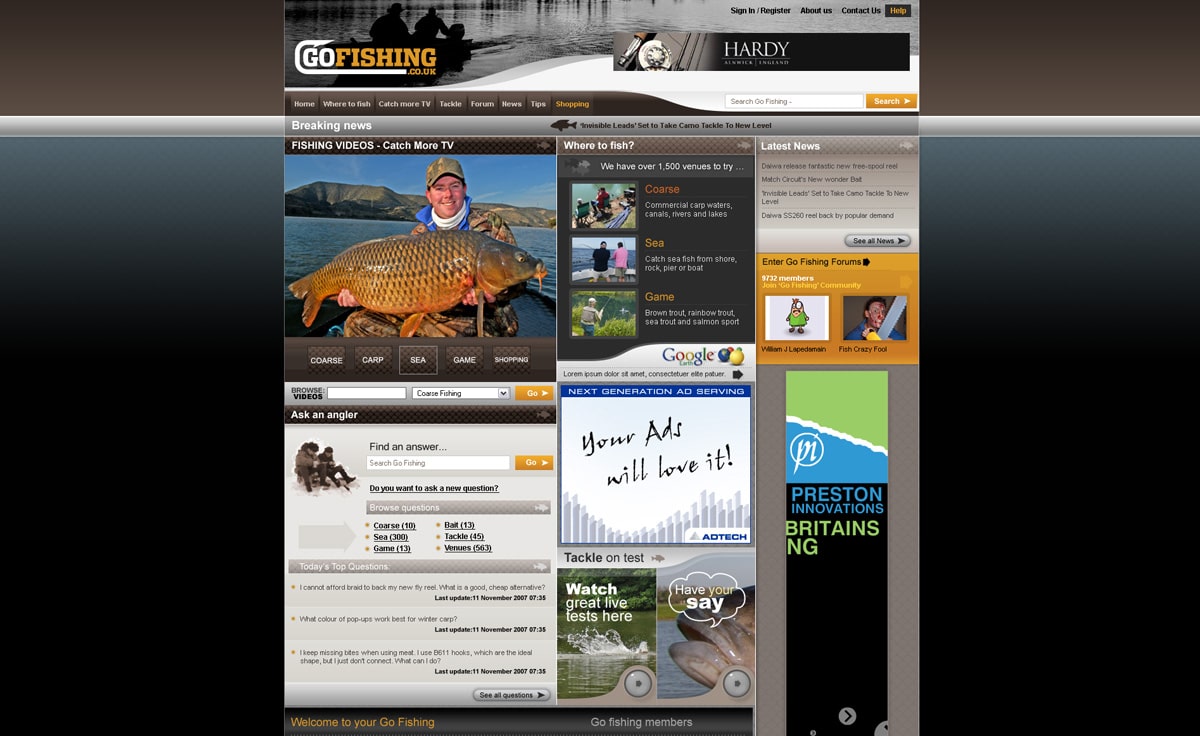 Sign In / Register About us Contact Us Help
GOFISHING
.CO.UK
HARDY
ALNWICK | ENGLAND
Home Where to fish Catch more TV Tackle Forum News Tips Shopping
Search Go Fishing -
Search
Breaking news
'Invisible Leads' Set to Take Camo Tackle To New Level
FISHING VIDEOS - Catch More TV
COARSE CARP SEA GAME SHOPPING
BROWSE:
VIDEOS
Coarse Fishing
Go
Ask an angler
Find an answer...
Search Go Fishing
Go
Do you want to ask a new question?
Browse questions
Coarse (10)
Sea (300)
Game (13)
Bait (13)
Tackle (45)
Venues (563)
Today's Top Questions:
I cannot afford braid to back my new fly reel. What is a good, cheap alternative?
Last update:11 November 2007 07:35
What colour of pop-ups work best for winter carp?
Last update:11 November 2007 07:35
I keep missing bites when using meat. I use B611 hooks, which are the ideal
shape, but I just don't connect. What can I do?
Last update:11 November 2007 07:35
See all questions
Where to fish?
We have over 1,500 venues to try ...
Coarse
Commercial carp waters,
canals, rivers and lakes
Sea
Catch sea fish from shore,
rock, pier or boat
Game
Brown trout, rainbow trout,
sea trout and salmon sport
Google
Earth
Lorem ipsum dolor sit amet, consectetuer elite patuer.
NEXT GENERATION AD SERVING
Your Ads
will love it!
ADTECH
Tackle on test
Watch
great live
tests here
Have your
say
Latest News
Daiwa release fantastic new free-spool reel
Match Circuit's New wonder Bait
'Invisible Leads' Set to Take Camo Tackle To New
Level
Daiwa SS260 reel back by popular demand
See all News
Enter Go Fishing Forums
9732 members
Join 'Go Fishing' Community
William J Lapedamain
Fish Crazy Fool
pi
PRESTON
INNOVATIONS
BRITAINS
NG
Welcome to your Go Fishing
Go fishing members